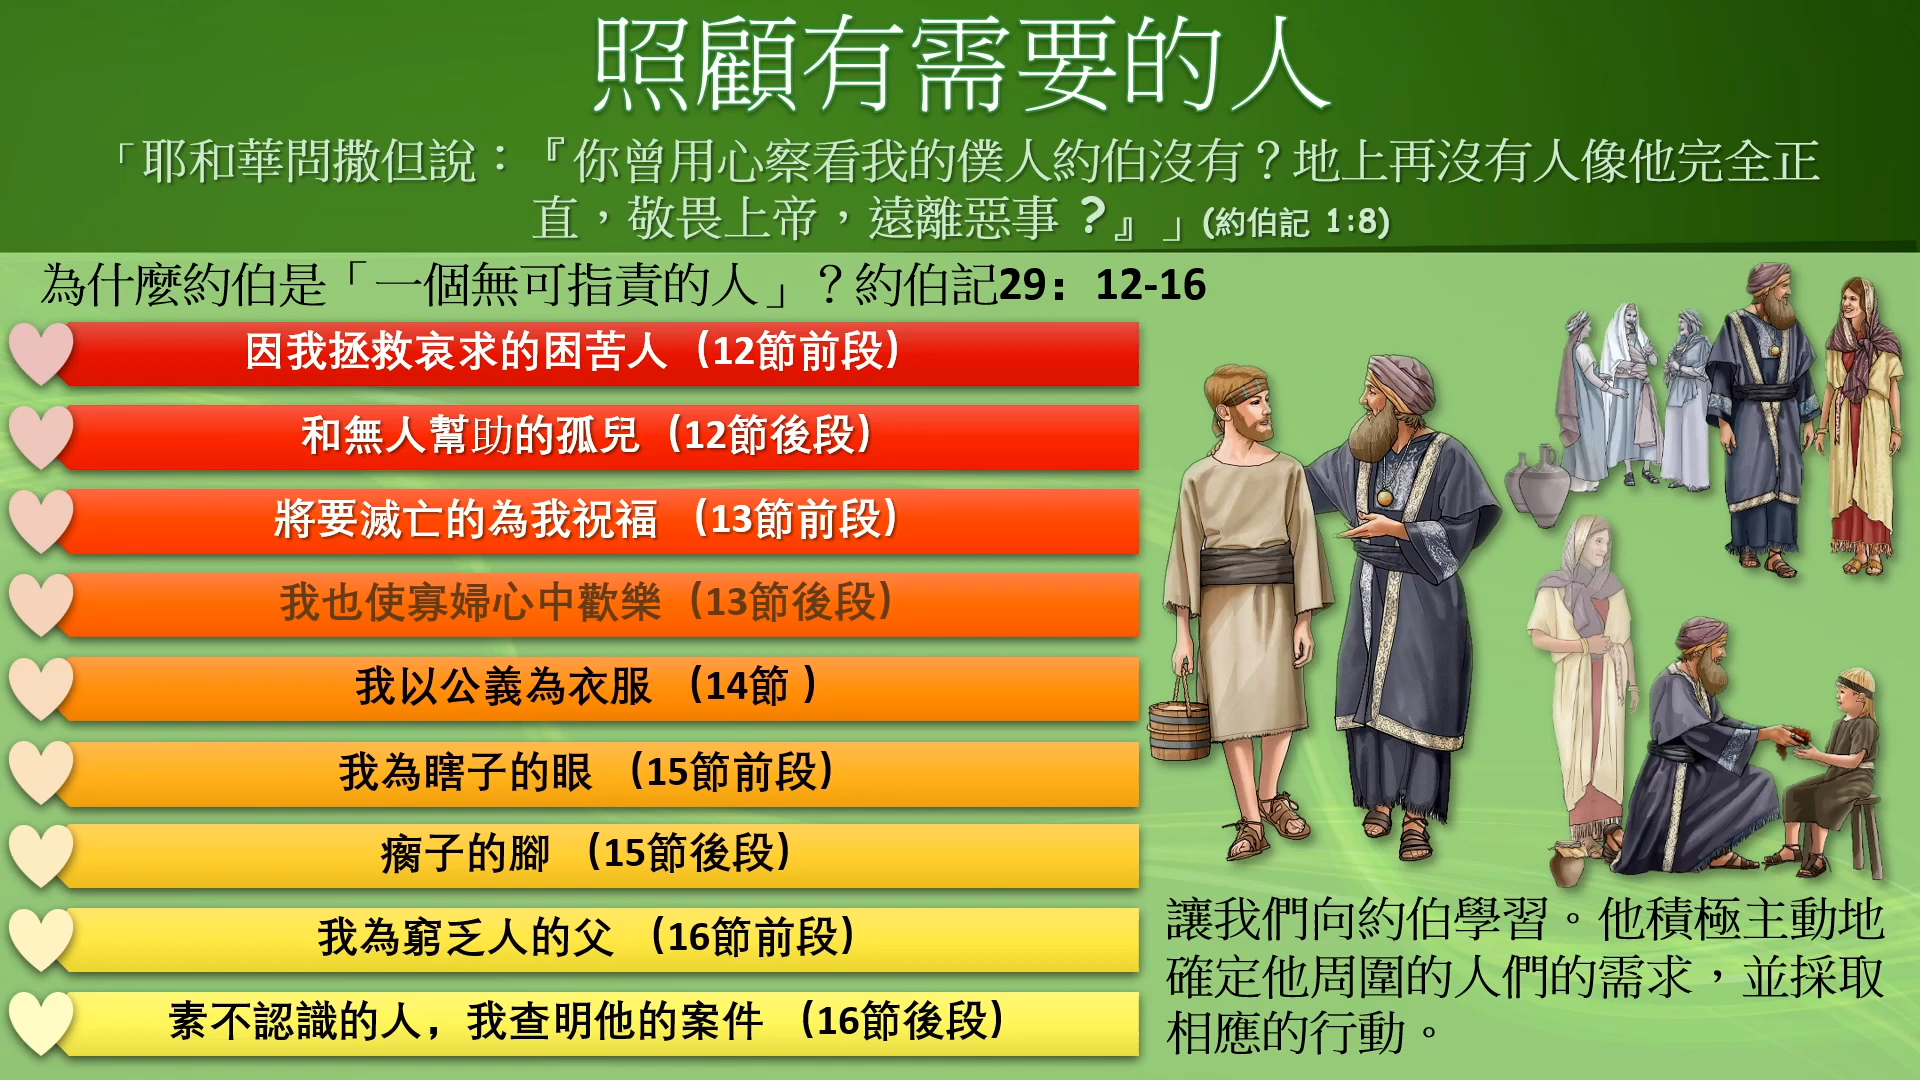 照顧有需要的人
「耶和華問撒但說：『你曾用心察看我的僕人約伯沒有？地上再沒有人像他完全正
直，敬畏上帝，遠離惡事？』」(約伯記 1:8)
為什麼約伯是「一個無可指責的人」？約伯記29：12-16
因我拯救哀求的困苦人（12節前段）
和無人幫助的孤兒（12節後段）
將要滅亡的為我祝福 （13節前段）
我也使寡婦心中歡樂（13節後段）
我以公義為衣服 （14節 ）
我為瞎子的眼 （15節前段）
瘸子的腳 （15節後段）
我為窮乏人的父 （16節前段）
素不認識的人，我查明他的案件 （16節後段）
讓我們向約伯學習。他積極主動地
確定他周圍的人們的需求，並採取
相應的行動。